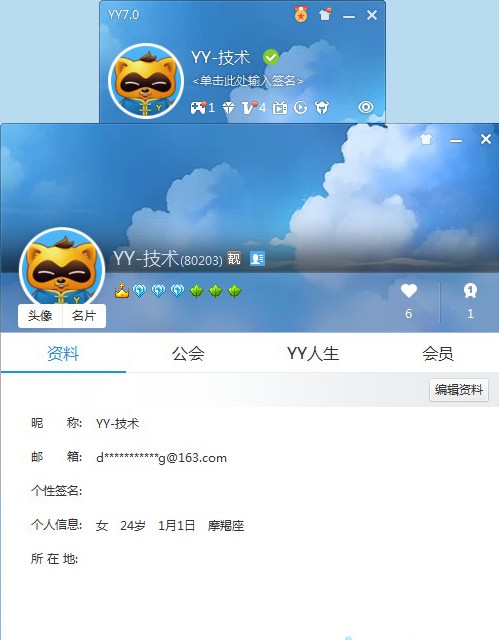 YY7.0
YY-技术
<单击此处输入签名>
1 4
YY-技术(80203) 靓
头像 名片
6 1
资料 公会 YY人生 会员
编辑资料
昵 称: YY-技术
邮 箱: d***********g@163.com
个性签名:
个人信息: 女 24岁 1月1日 摩羯座
所 在 地: